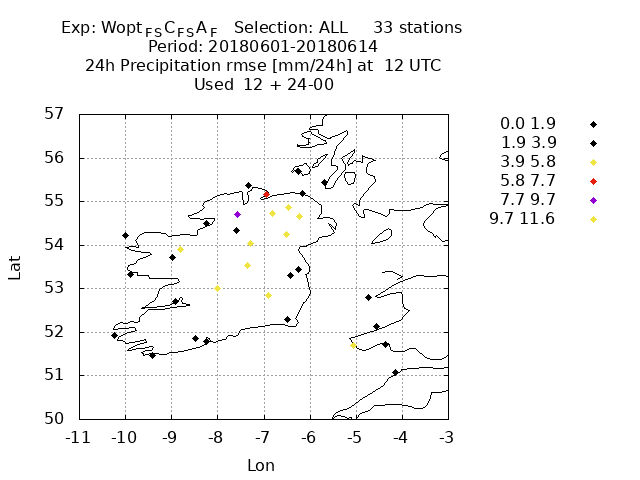 Exp: Wopt FS C FS A F   Selection: ALL     33 stations
Period: 20180601-20180614
24h Precipitation rmse [mm/24h] at  12 UTC
Used  12 + 24-00
0.0 1.9
1.9 3.9
3.9 5.8
5.8 7.7
7.7 9.7
9.7 11.6
57
56
55
54
53
52
51
50
Lat
-11 -10 -9 -8 -7 -6 -5 -4 -3
Lon